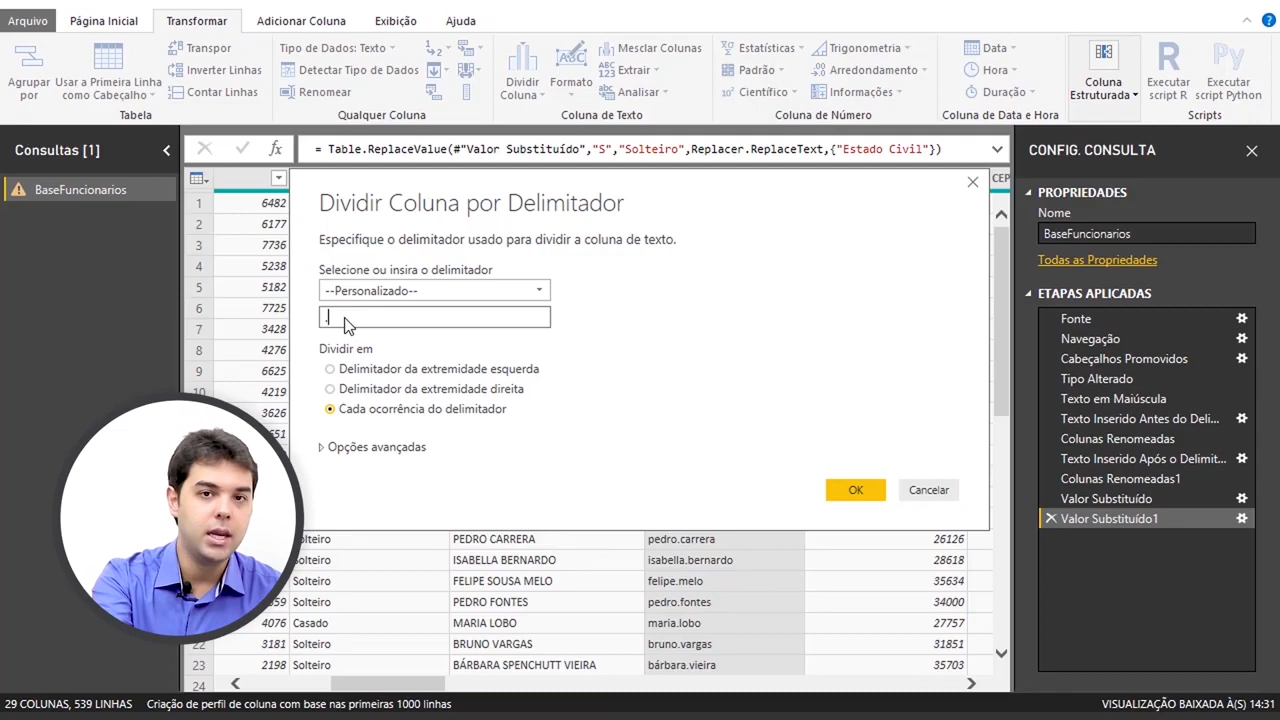 Arquivo Página Inicial Transformar Adicionar Coluna Exibição Ajuda
Agrupar por
Usar a Primeira Linha como Cabeçalho
Transpor
Inverter Linhas
Contar Linhas
Tabela
Tipo de Dados: Texto
Detectar Tipo de Dados
Renomear
Qualquer Coluna
Dividir Coluna
Formato
Mesclar Colunas
Extrair
Analisar
Coluna de Texto
Estatísticas
Padrão
Científico
Trigonometria
Arredondamento
Informações
Coluna de Número
Data
Hora
Duração
Coluna de Data e Hora
Coluna Estruturada
Executar script R
Executar script Python
Scripts
Consultas [1]
BaseFuncionarios
= Table.ReplaceValue(#"Valor Substituído","S","Solteiro",Replacer.ReplaceText,{"Estado Civil"})
CEP
Dividir Coluna por Delimitador
Especifique o delimitador usado para dividir a coluna de texto.
Selecione ou insira o delimitador
--Personalizado--
.
Dividir em
Delimitador da extremidade esquerda
Delimitador da extremidade direita
Cada ocorrência do delimitador
Opções avançadas
OK Cancelar
1 6482
2 6177
3 7736
4 5238
5 5182
6 7725
7 3428
8 4276
9 6625
10 4219
3626
Solteiro PEDRO CARRERA pedro.carrera 26126
Solteiro ISABELLA BERNARDO isabella.bernardo 28618
Solteiro FELIPE SOUSA MELO felipe.melo 35634
Solteiro PEDRO FONTES pedro.fontes 34000
4076 Casado MARIA LOBO maria.lobo 27757
22 3181 Solteiro BRUNO VARGAS bruno.vargas 31851
23 2198 Solteiro BÁRBARA SPENCHUTT VIEIRA bárbara.vieira 35703
24
CONFIG. CONSULTA
PROPRIEDADES
Nome
BaseFuncionarios
Todas as Propriedades
ETAPAS APLICADAS
Fonte
Navegação
Cabeçalhos Promovidos
Tipo Alterado
Texto em Maiúscula
Texto Inserido Antes do Deli...
Colunas Renomeadas
Texto Inserido Após o Delimit...
Colunas Renomeadas1
Valor Substituído
Valor Substituído1
29 COLUNAS, 539 LINHAS Criação de perfil de coluna com base nas primeiras 1000 linhas VISUALIZAÇÃO BAIXADA À(S) 14:31